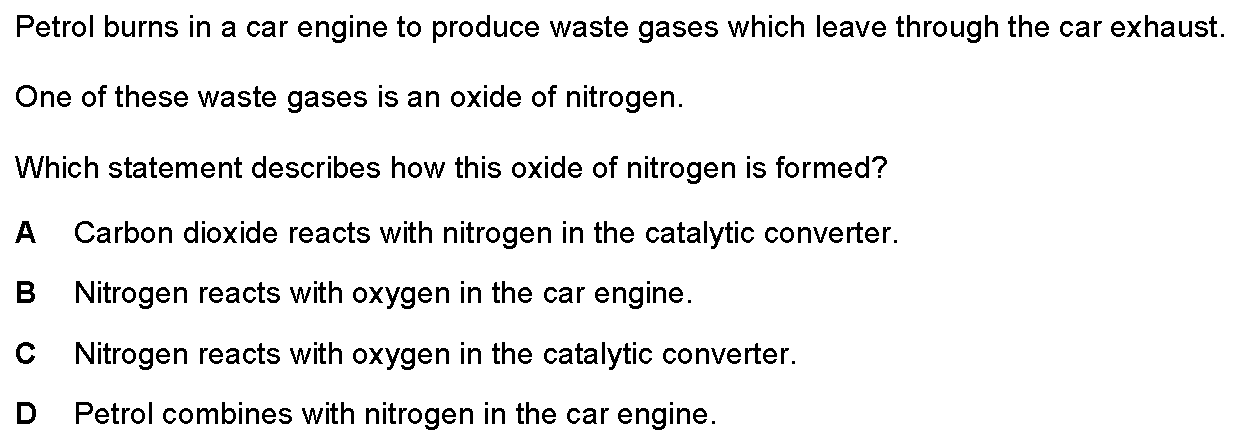 Petrol burns in a car engine to produce waste gases which leave through the car exhaust.
One of these waste gases is an oxide of nitrogen.
Which statement describes how this oxide of nitrogen is formed?
A Carbon dioxide reacts with nitrogen in the catalytic converter.
B Nitrogen reacts with oxygen in the car engine.
C Nitrogen reacts with oxygen in the catalytic converter.
D Petrol combines with nitrogen in the car engine.